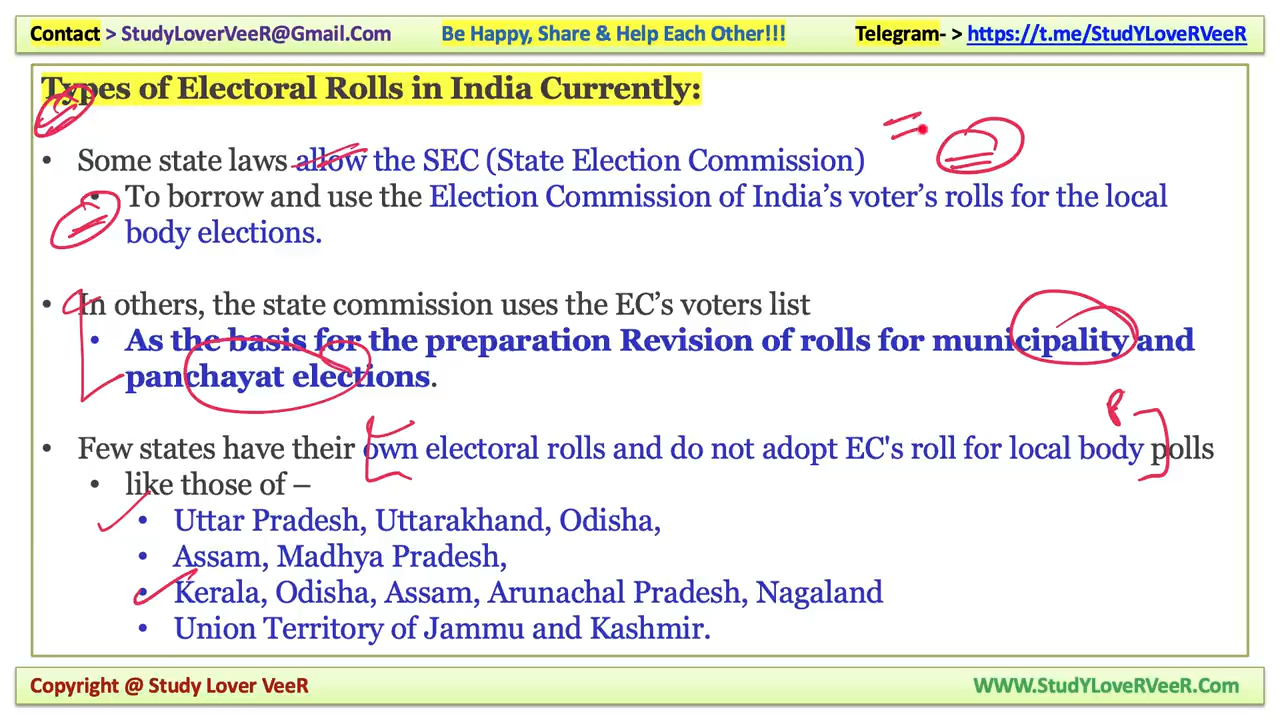 Contact > StudyLoverVeeR@Gmail.Com Be Happy, Share & Help Each Other!!! Telegram- > https://t.me/StudYLoVeRVeeR
Types of Electoral Rolls in India Currently:
• Some state laws allow the SEC (State Election Commission)
• To borrow and use the Election Commission of India’s voter’s rolls for the local
body elections.
• In others, the state commission uses the EC’s voters list
• As the basis for the preparation Revision of rolls for municipality and
panchayat elections.
• Few states have their own electoral rolls and do not adopt EC's roll for local body polls
• like those of –
• Uttar Pradesh, Uttarakhand, Odisha,
• Assam, Madhya Pradesh,
• Kerala, Odisha, Assam, Arunachal Pradesh, Nagaland
• Union Territory of Jammu and Kashmir.
Copyright @ Study Lover VeeR WWW.StudYLoVeRVeeR.Com